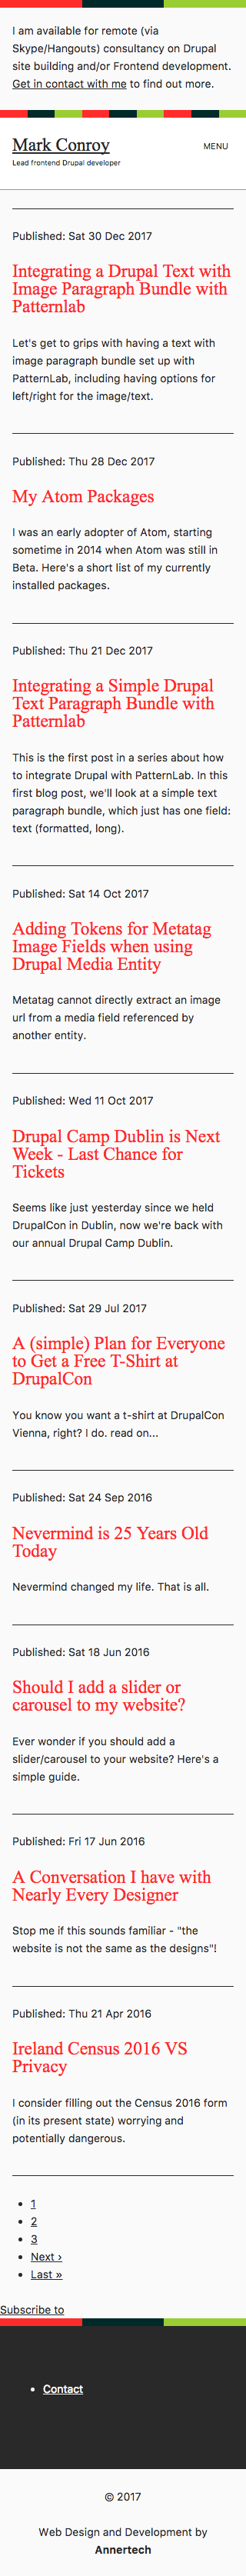 I am available for remote (via
Skype/Hangouts) consultancy on Drupal
site building and/or Frontend development.
Get in contact with me to find out more.
Mark Conroy
MENU
Lead frontend Drupal developer
Published: Sat 30 Dec 2017
Integrating a Drupal Text with
Image Paragraph Bundle with
Patternlab
Let's get to grips with having a text with
image paragraph bundle set up with
PatternLab, including having options for
left/right for the image/text.
Published: Thu 28 Dec 2017
My Atom Packages
I was an early adopter of Atom, starting
sometime in 2014 when Atom was still in
Beta. Here's a short list of my currently
installed packages.
Published: Thu 21 Dec 2017
Integrating a Simple Drupal
Text Paragraph Bundle with
Patternlab
This is the first post in a series about how
to integrate Drupal with PatternLab. In this
first blog post, we'll look at a simple text
paragraph bundle, which just has one field:
text (formatted, long).
Published: Sat 14 Oct 2017
Adding Tokens for Metatag
Image Fields when using
Drupal Media Entity
Metatag cannot directly extract an image
url from a media field referenced by
another entity.
Published: Wed 11 Oct 2017
Drupal Camp Dublin is Next
Week - Last Chance for
Tickets
Seems like just yesterday since we held
DrupalCon in Dublin, now we're back with
our annual Drupal Camp Dublin.
Published: Sat 29 Jul 2017
A (simple) Plan for Everyone
to Get a Free T-Shirt at
DrupalCon
You know you want a t-shirt at DrupalCon
Vienna, right? I do. read on...
Published: Sat 24 Sep 2016
Nevermind is 25 Years Old
Today
Nevermind changed my life. That is all.
Published: Sat 18 Jun 2016
Should I add a slider or
carousel to my website?
Ever wonder if you should add a
slider/carousel to your website? Here's a
simple guide.
Published: Fri 17 Jun 2016
A Conversation I have with
Nearly Every Designer
Stop me if this sounds familiar - "the
website is not the same as the designs"!
Published: Thu 21 Apr 2016
Ireland Census 2016 VS
Privacy
I consider filling out the Census 2016 form
(in its present state) worrying and
potentially dangerous.
• 1
• 2
• 3
• Next ›
• Last »
Subscribe to
• Contact
© 2017
Web Design and Development by
Annertech